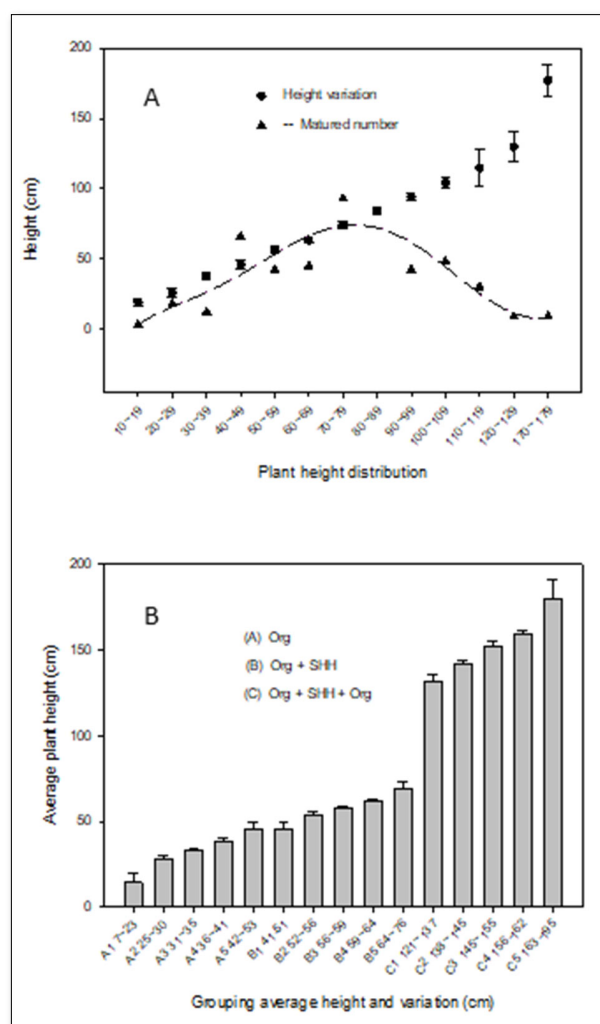 A
Height variation
-- Matured number
Height (cm)
200
150
100
50
0
10~19
20~29
30~39
40~49
50~59
60~69
70~79
80~89
90~99
100~109
110~119
120~129
170~179
Plant height distribution
B
(A) Org
(B) Org + SHH
(C) Org + SHH + Org
Average plant height (cm)
200
150
100
50
0
A1 7~23
A2 25~30
A3 31~35
A4 36~41
A5 42~53
B1 41~51
B2 52~56
B3 56~59
B4 59~64
B5 64~76
C1 121~137
C2 138~145
C3 145~155
C4 156~162
C5 163~195
Grouping average height and variation (cm)